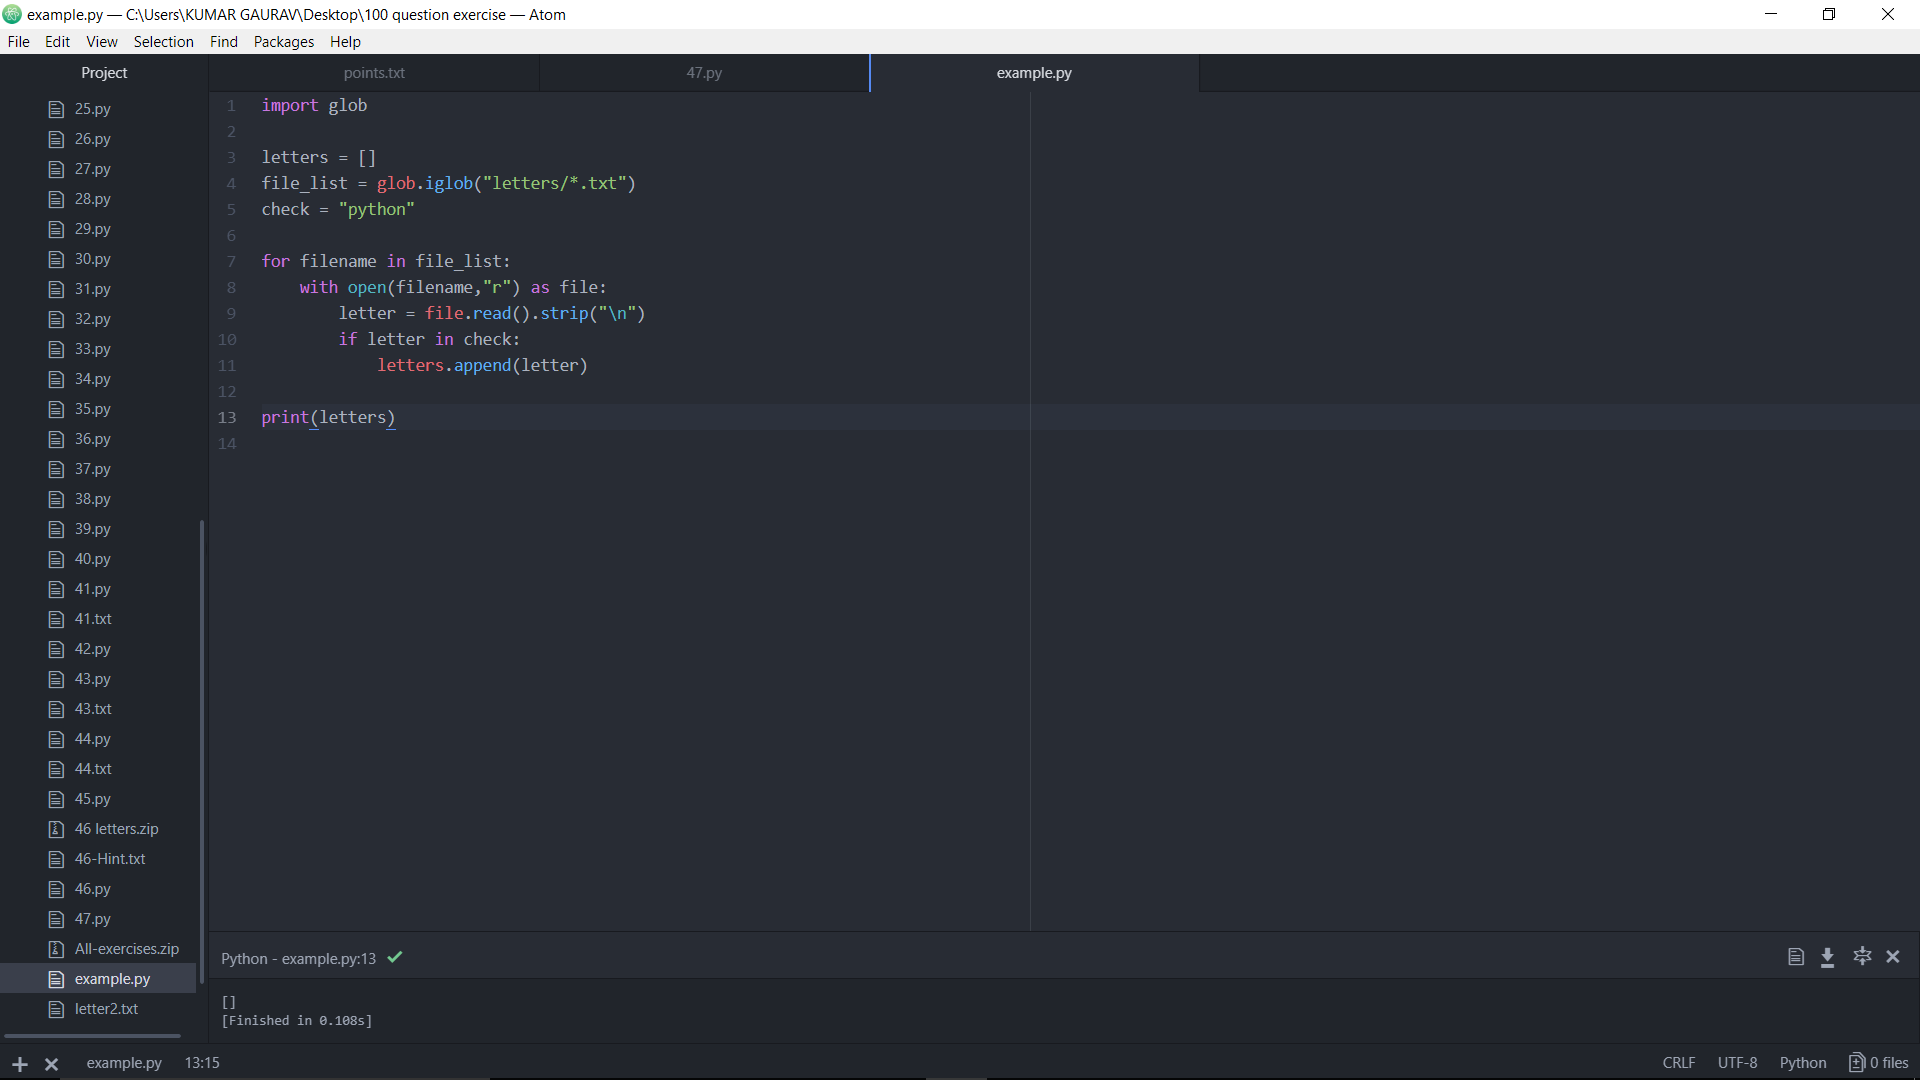 example.py — C:\Users\KUMAR GAURAV\Desktop\100 question exercise — Atom
File Edit View Selection Find Packages Help
Project
25.py
26.py
27.py
28.py
29.py
30.py
31.py
32.py
33.py
34.py
35.py
36.py
37.py
38.py
39.py
40.py
41.py
41.txt
42.py
43.py
43.txt
44.py
44.txt
45.py
46 letters.zip
46-Hint.txt
46.py
47.py
All-exercises.zip
example.py
letter2.txt
points.txt 47.py example.py
1 import glob
2
3 letters = []
4 file_list = glob.iglob("letters/*.txt")
5 check = "python"
6
7 for filename in file_list:
8     with open(filename,"r") as file:
9         letter = file.read().strip("\n")
10         if letter in check:
11             letters.append(letter)
12
13 print(letters)
14
Python - example.py:13
[]
[Finished in 0.108s]
example.py 13:15 CRLF UTF-8 Python 0 files